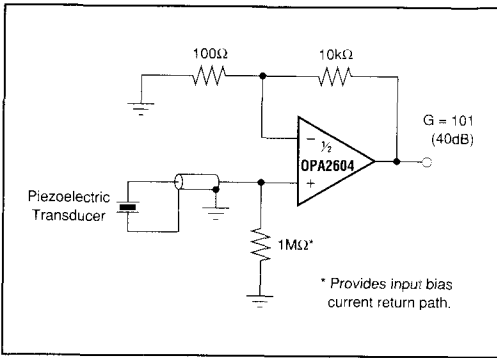 100Ω
10kΩ
G = 101
(40dB)
–
½
OPA2604
+
Piezoelectric
Transducer
1MΩ*
* Provides input bias
current return path.